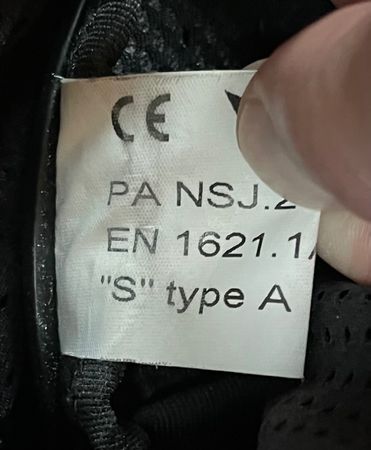 CE
PA NSJ.2
EN 1621.1/
"S" type A